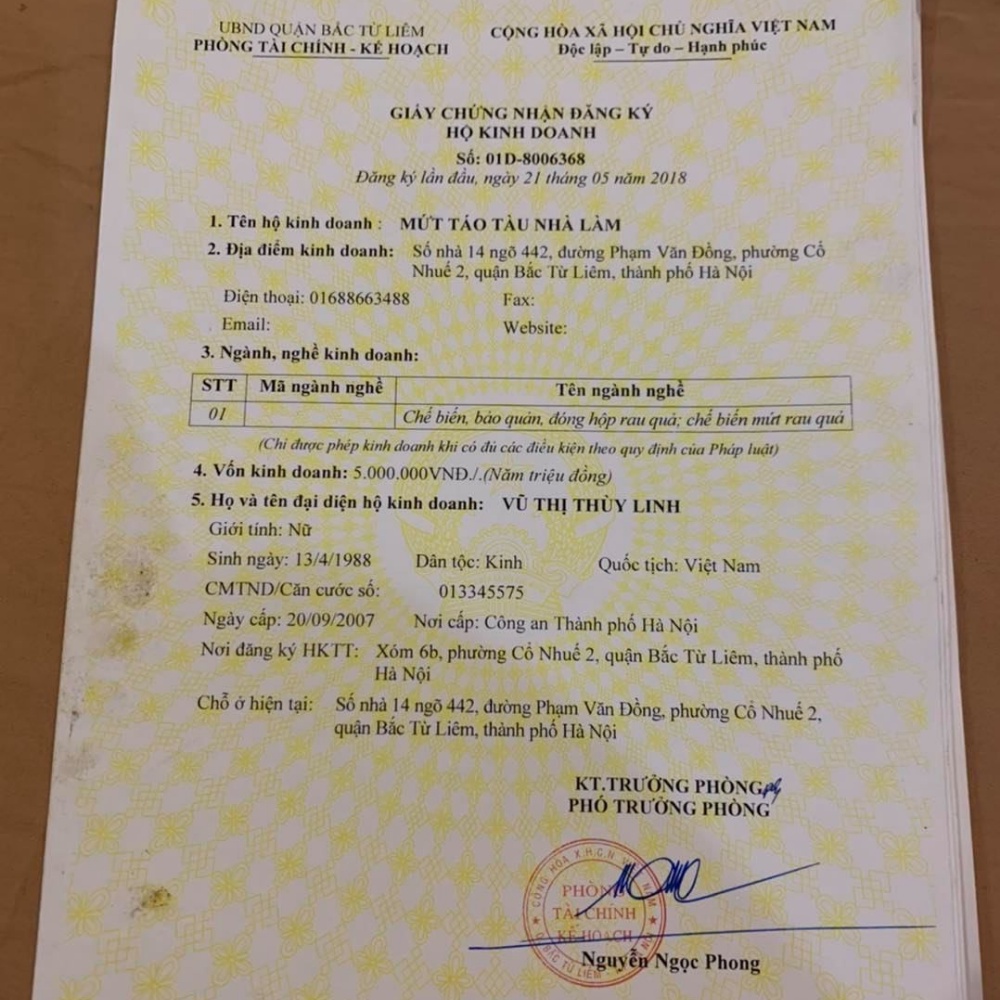 UBND QUẬN BẮC TỪ LIÊM
PHÒNG TÀI CHÍNH - KẾ HOẠCH
CỘNG HÒA XÃ HỘI CHỦ NGHĨA VIỆT NAM
Độc lập – Tự do – Hạnh phúc
GIẤY CHỨNG NHẬN ĐĂNG KÝ
HỘ KINH DOANH
Số: 01D-8006368
Đăng ký lần đầu, ngày 21 tháng 05 năm 2018
1. Tên hộ kinh doanh : MỨT TÁO TÀU NHÀ LÀM
2. Địa điểm kinh doanh: Số nhà 14 ngõ 442, đường Phạm Văn Đồng, phường Cổ
Nhuế 2, quận Bắc Từ Liêm, thành phố Hà Nội
Điện thoại: 01688663488 Fax:
Email: Website:
3. Ngành, nghề kinh doanh:
STT Mã ngành nghề Tên ngành nghề
01 Chế biến, bảo quản, đóng hộp rau quả; chế biến mứt rau quả
(Chỉ được phép kinh doanh khi có đủ các điều kiện theo quy định của Pháp luật)
4. Vốn kinh doanh: 5.000.000VNĐ./.(Năm triệu đồng)
5. Họ và tên đại diện hộ kinh doanh: VŨ THỊ THÙY LINH
Giới tính: Nữ
Sinh ngày: 13/4/1988 Dân tộc: Kinh Quốc tịch: Việt Nam
CMTND/Căn cước số: 013345575
Ngày cấp: 20/09/2007 Nơi cấp: Công an Thành phố Hà Nội
Nơi đăng ký HKTT: Xóm 6b, phường Cổ Nhuế 2, quận Bắc Từ Liêm, thành phố
Hà Nội
Chỗ ở hiện tại: Số nhà 14 ngõ 442, đường Phạm Văn Đồng, phường Cổ Nhuế 2,
quận Bắc Từ Liêm, thành phố Hà Nội
KT.TRƯỞNG PHÒNG
PHÓ TRƯỞNG PHÒNG
CỘNG HÒA X.H.C.N VIỆT NAM
PHÒNG
TÀI CHÍNH
KẾ HOẠCH
Q. BẮC TỪ LIÊM
Nguyễn Ngọc Phong